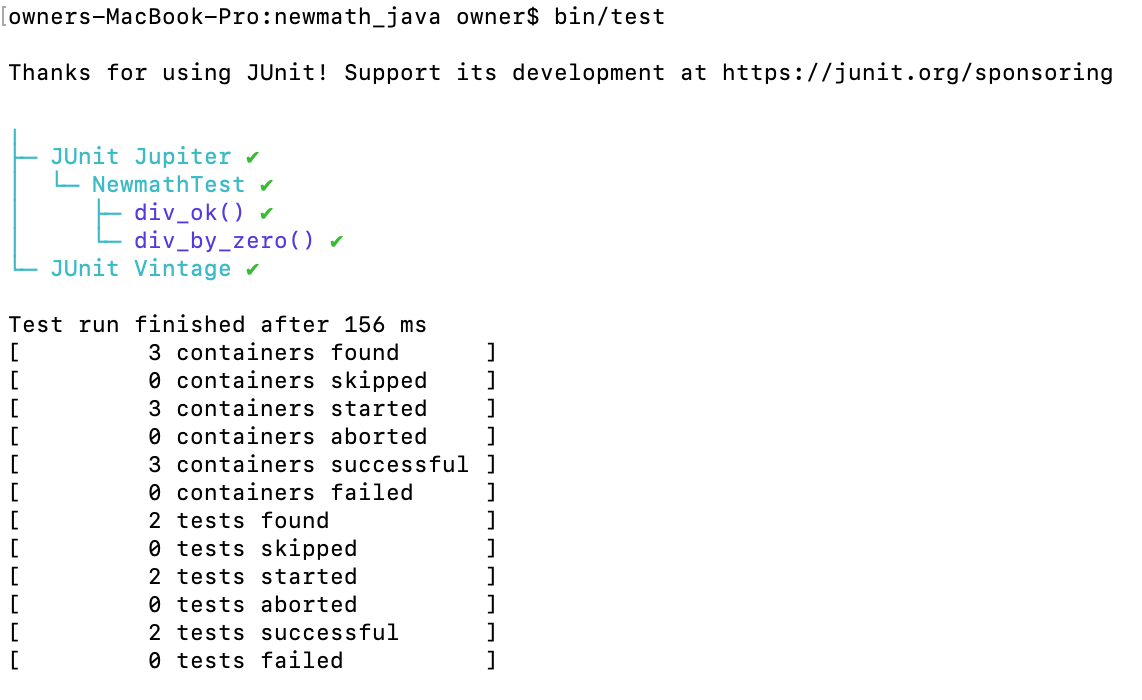 [owners-MacBook-Pro:newmath_java owner$ bin/test
Thanks for using JUnit! Support its development at https://junit.org/sponsoring
├─ JUnit Jupiter ✔
│  └─ NewmathTest ✔
│     ├─ div_ok() ✔
│     └─ div_by_zero() ✔
└─ JUnit Vintage ✔
Test run finished after 156 ms
[         3 containers found      ]
[         0 containers skipped    ]
[         3 containers started    ]
[         0 containers aborted    ]
[         3 containers successful ]
[         0 containers failed     ]
[         2 tests found           ]
[         0 tests skipped         ]
[         2 tests started         ]
[         0 tests aborted         ]
[         2 tests successful      ]
[         0 tests failed          ]